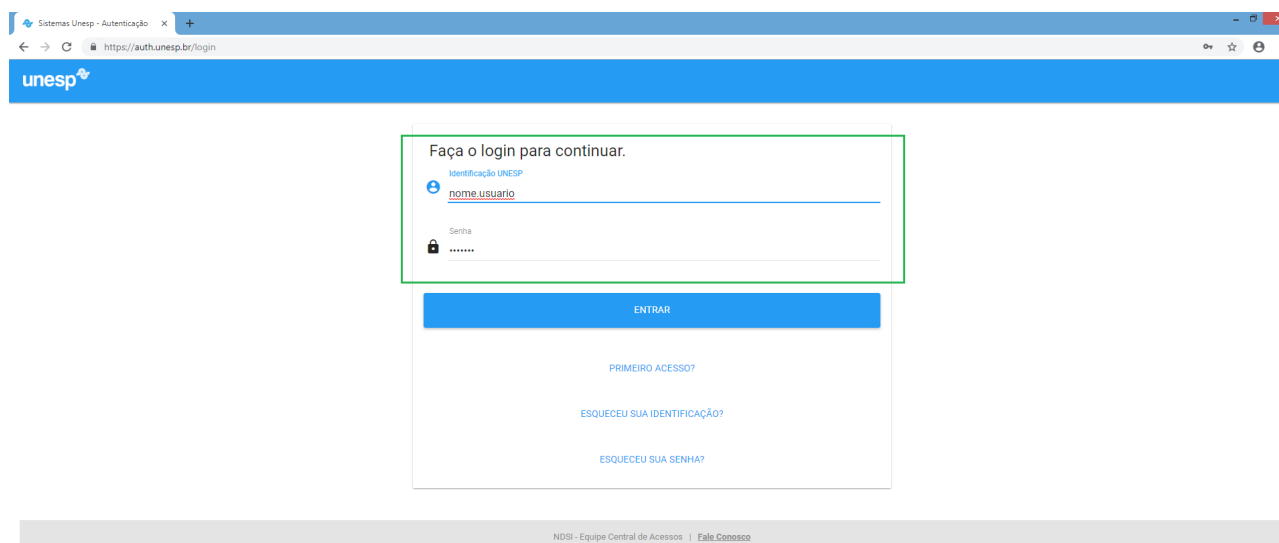 Sistemas Unesp - Autenticação
https://auth.unesp.br/login
unesp
Faça o login para continuar.
Identificação UNESP
nome.usuario
Senha
•••••••
ENTRAR
PRIMEIRO ACESSO?
ESQUECEU SUA IDENTIFICAÇÃO?
ESQUECEU SUA SENHA?
NDSI - Equipe Central de Acessos | Fale Conosco